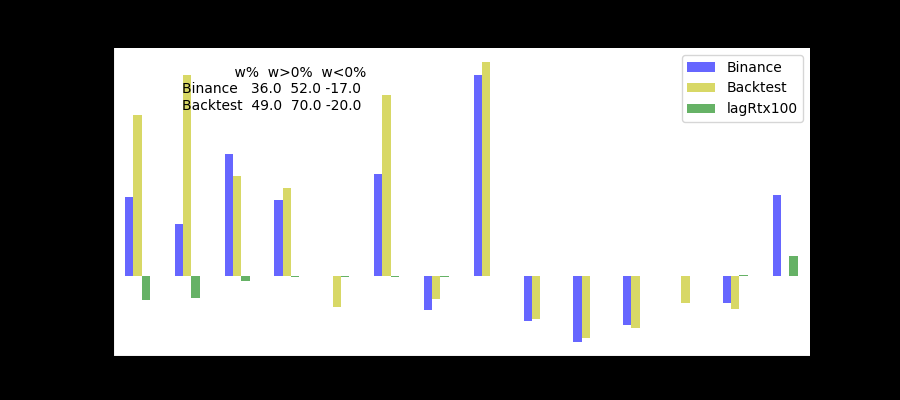 w% w>0% w<0%
Binance 36.0 52.0 -17.0
Backtest 49.0 70.0 -20.0
Binance
Backtest
lagRtx100